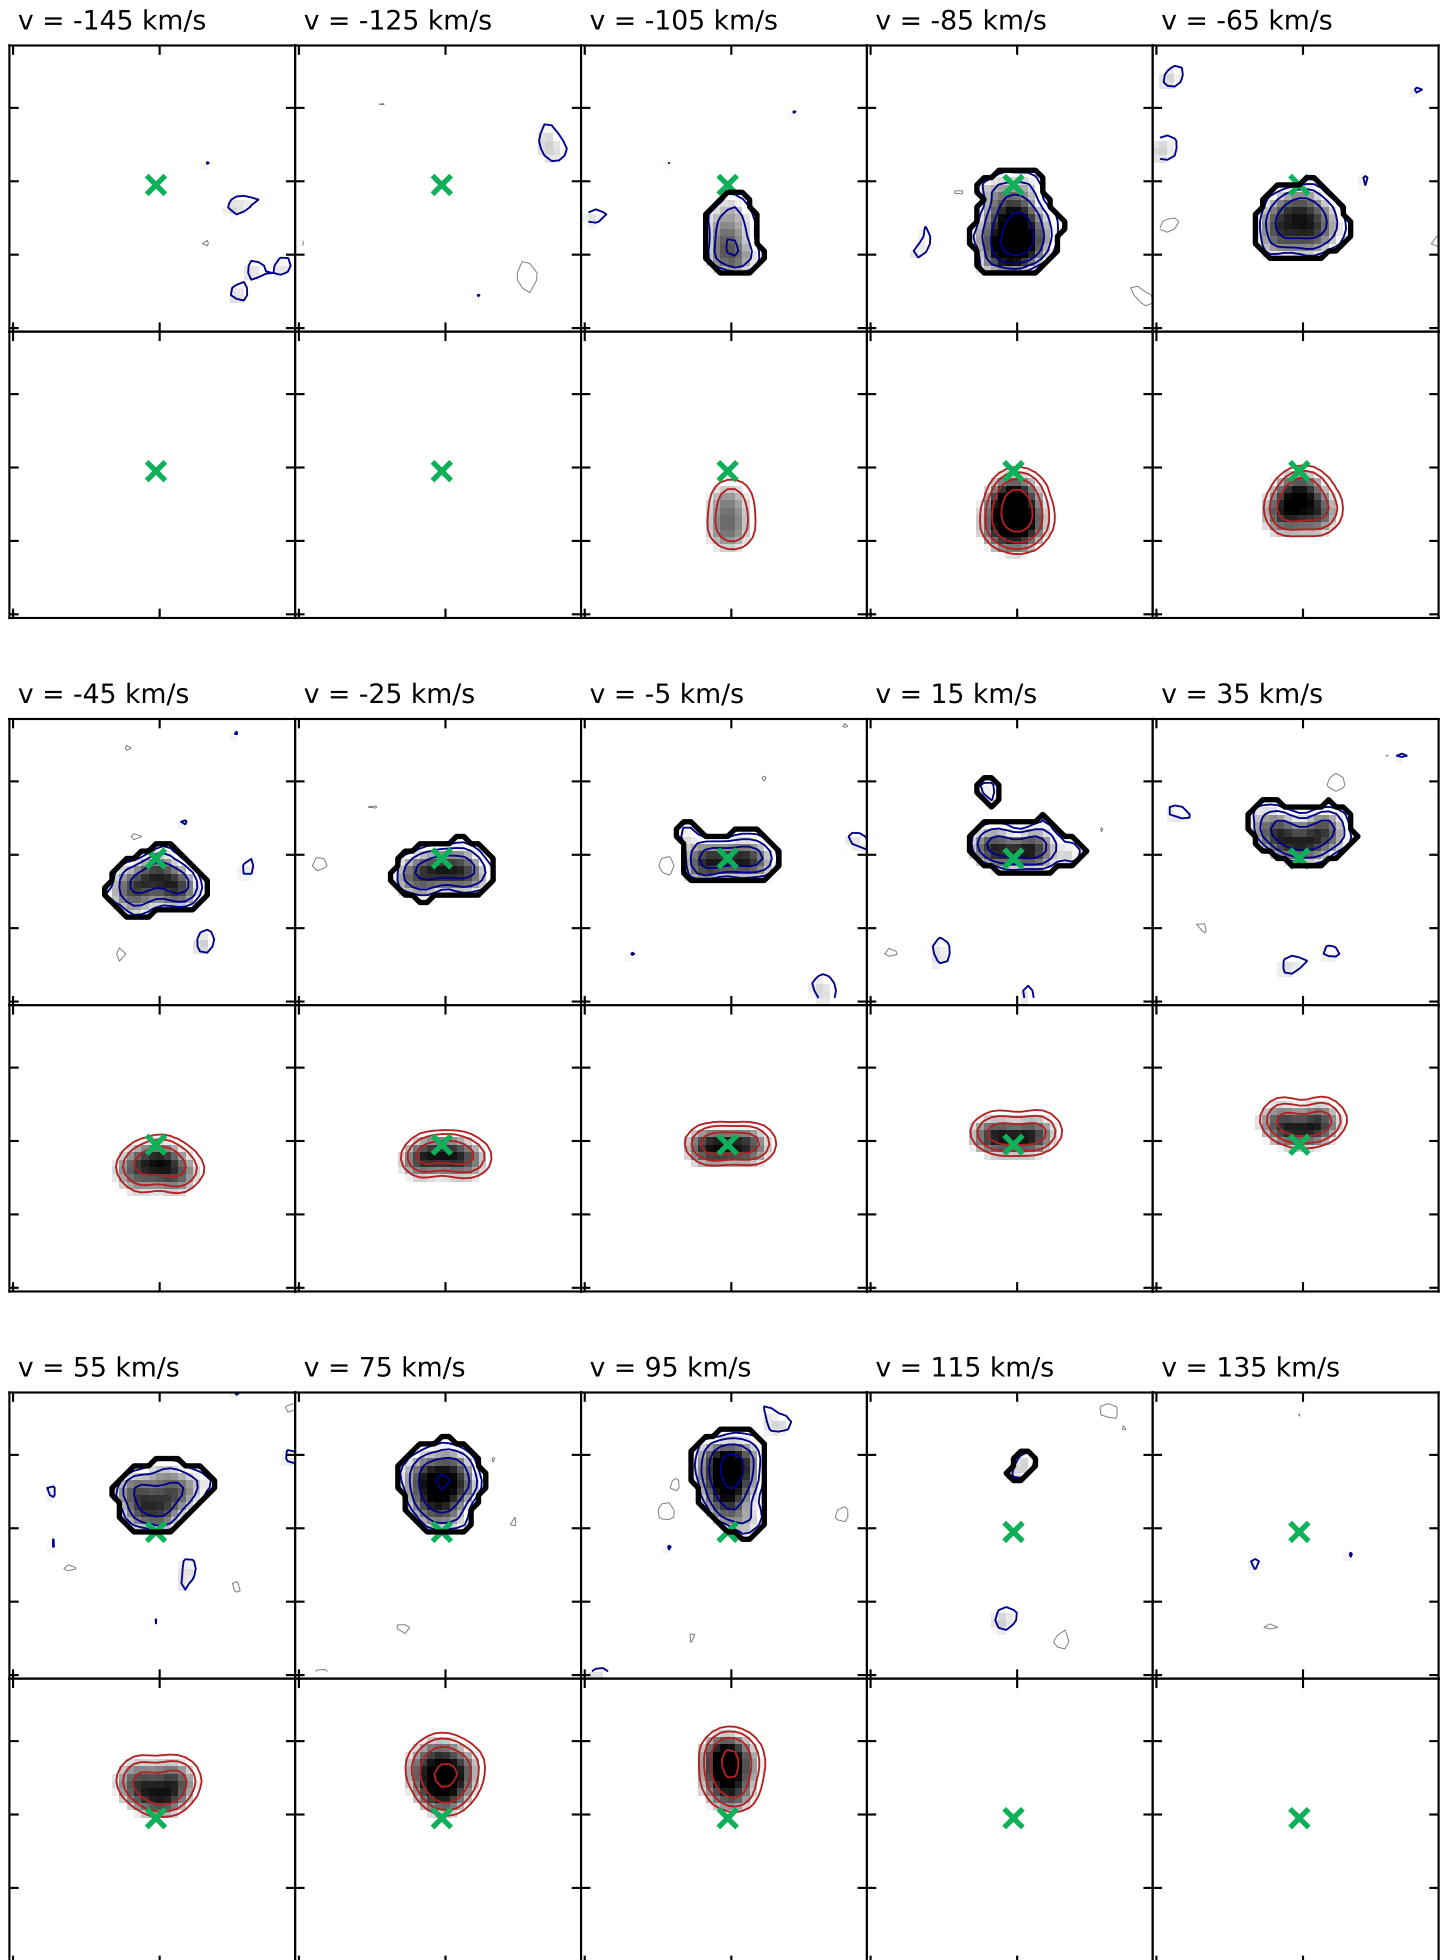 v = -145 km/s
v = -125 km/s
v = -105 km/s
v = -85 km/s
v = -65 km/s
v = -45 km/s
v = -25 km/s
v = -5 km/s
v = 15 km/s
v = 35 km/s
v = 55 km/s
v = 75 km/s
v = 95 km/s
v = 115 km/s
v = 135 km/s